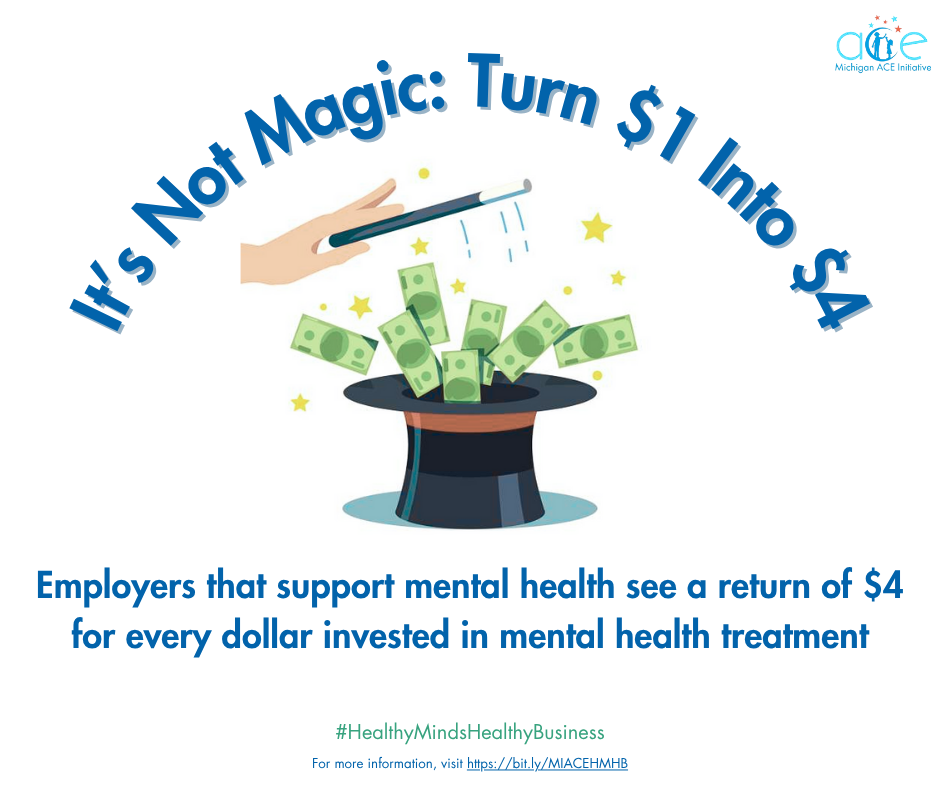 ace
Michigan ACE Initiative
It's Not Magic: Turn $1 Into $4
Employers that support mental health see a return of $4
for every dollar invested in mental health treatment
#HealthyMindsHealthyBusiness
For more information, visit https://bit.ly/MIACEHMHB